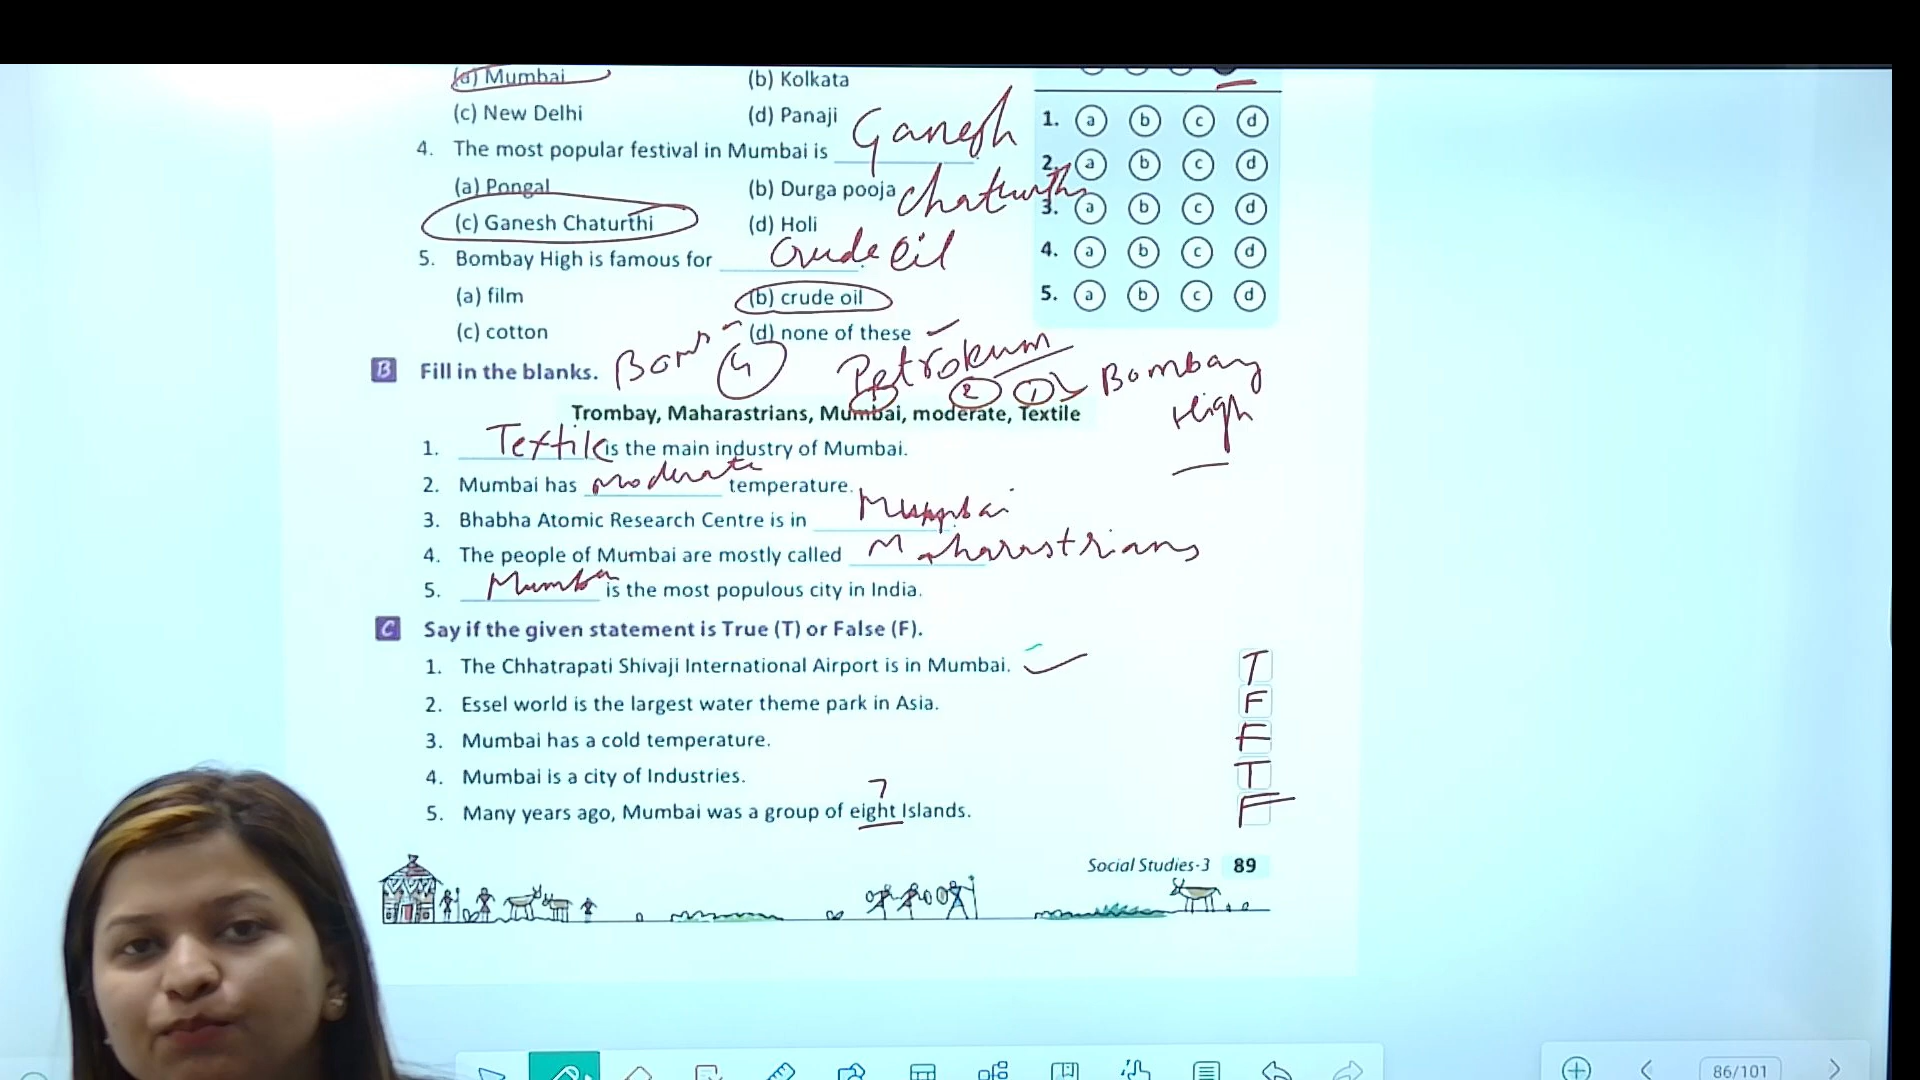 (a) Mumbai (b) Kolkata
(c) New Delhi (d) Panaji
4. The most popular festival in Mumbai is Ganesh
(a) Pongal (b) Durga pooja Chaturthi
(c) Ganesh Chaturthi (d) Holi
5. Bombay High is famous for Crude Oil
(a) film (b) crude oil
(c) cotton (d) none of these
1. a b c d
2. a b c d
3. a b c d
4. a b c d
5. a b c d
B Fill in the blanks.
4
2 1 Bombay
High
Trombay, Maharastrians, Mumbai, moderate, Textile
1. Textile is the main industry of Mumbai.
2. Mumbai has moderate temperature.
3. Bhabha Atomic Research Centre is in Mumbai
4. The people of Mumbai are mostly called Maharastrians
5. Mumbai is the most populous city in India.
C Say if the given statement is True (T) or False (F).
1. The Chhatrapati Shivaji International Airport is in Mumbai. T
2. Essel world is the largest water theme park in Asia. F
3. Mumbai has a cold temperature. F
4. Mumbai is a city of Industries. T
7
5. Many years ago, Mumbai was a group of eight Islands. F
Social Studies-3 89
86/101